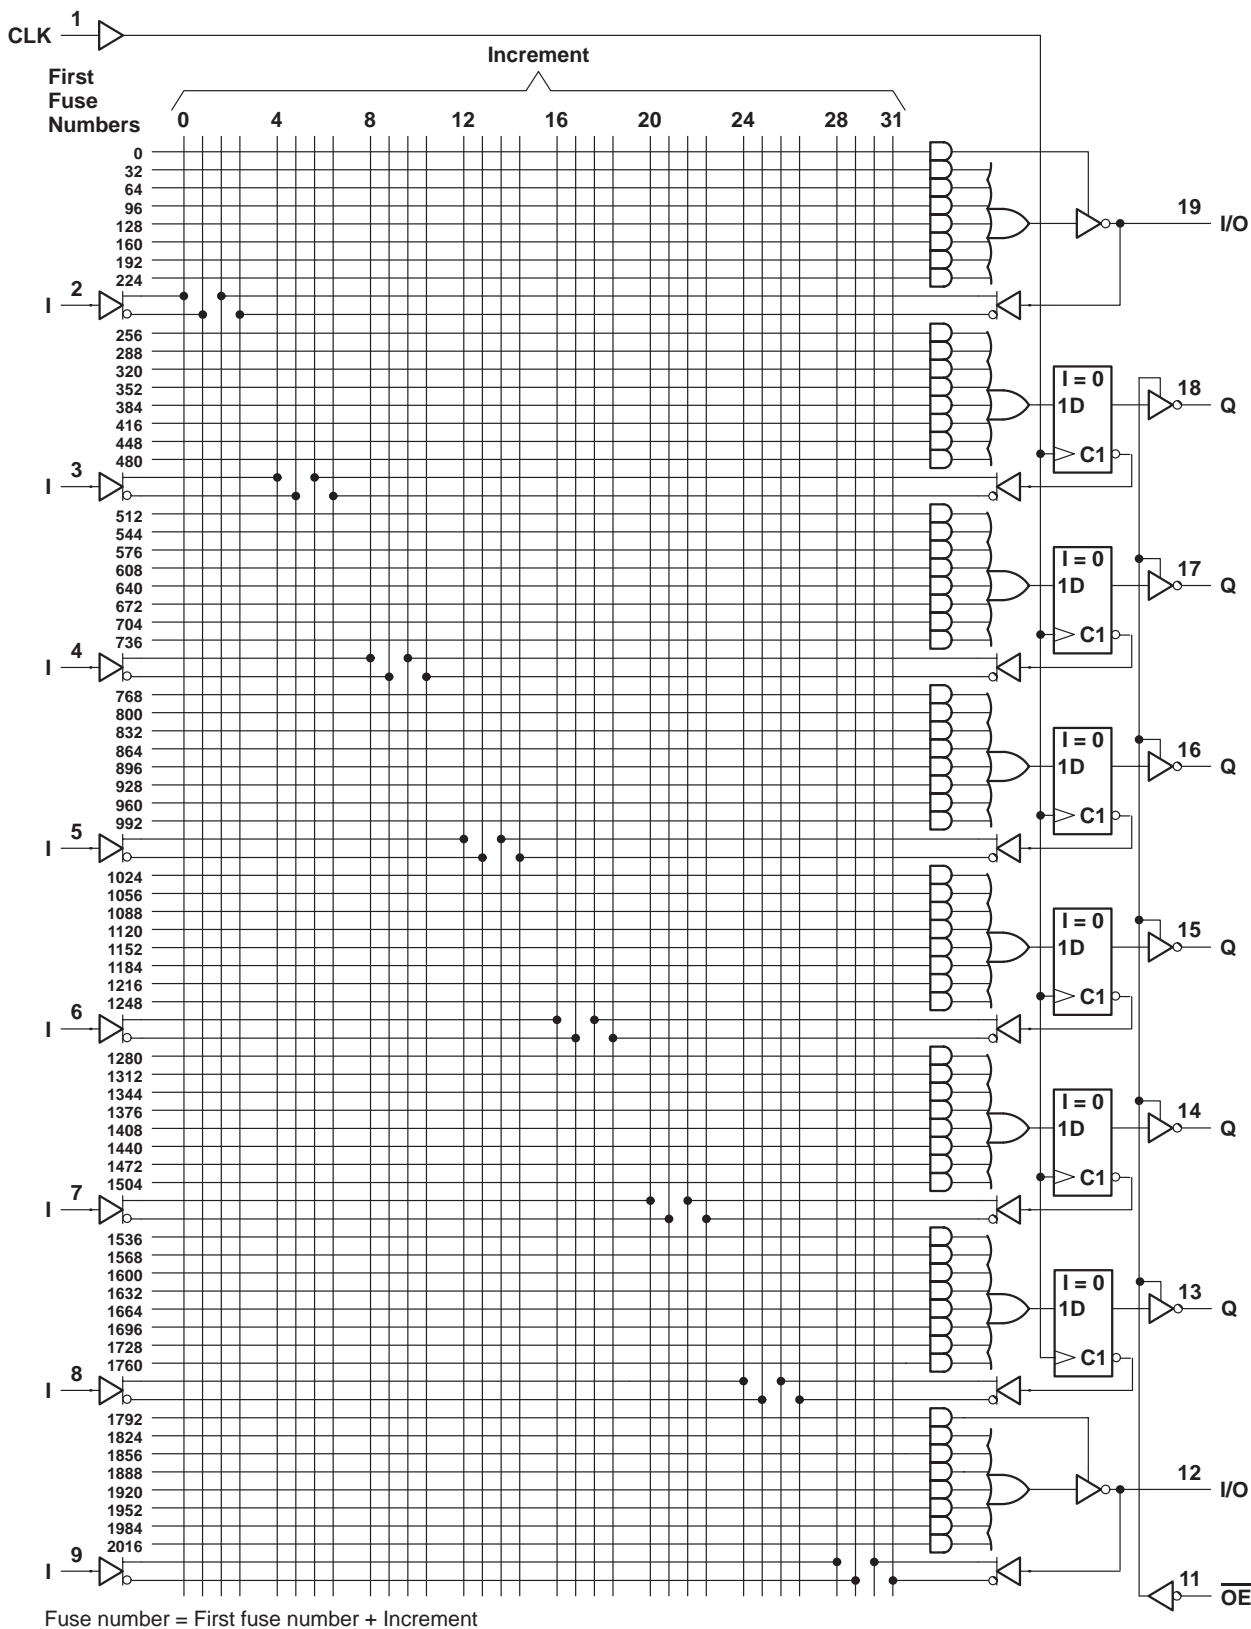 CLK 1
Increment
First
Fuse
Numbers
0 4 8 12 16 20 24 28 31
0
32
64
96
128
160
192
224
19 I/O
I 2
256
288
320
352
384
416
448
480
I = 0
1D
C1
18 Q
I 3
512
544
576
608
640
672
704
736
I = 0
1D
C1
17 Q
I 4
768
800
832
864
896
928
960
992
I = 0
1D
C1
16 Q
I 5
1024
1056
1088
1120
1152
1184
1216
1248
I = 0
1D
C1
15 Q
I 6
1280
1312
1344
1376
1408
1440
1472
1504
I = 0
1D
C1
14 Q
I 7
1536
1568
1600
1632
1664
1696
1728
1760
I = 0
1D
C1
13 Q
I 8
1792
1824
1856
1888
1920
1952
1984
2016
12 I/O
I 9
11 OE
Fuse number = First fuse number + Increment